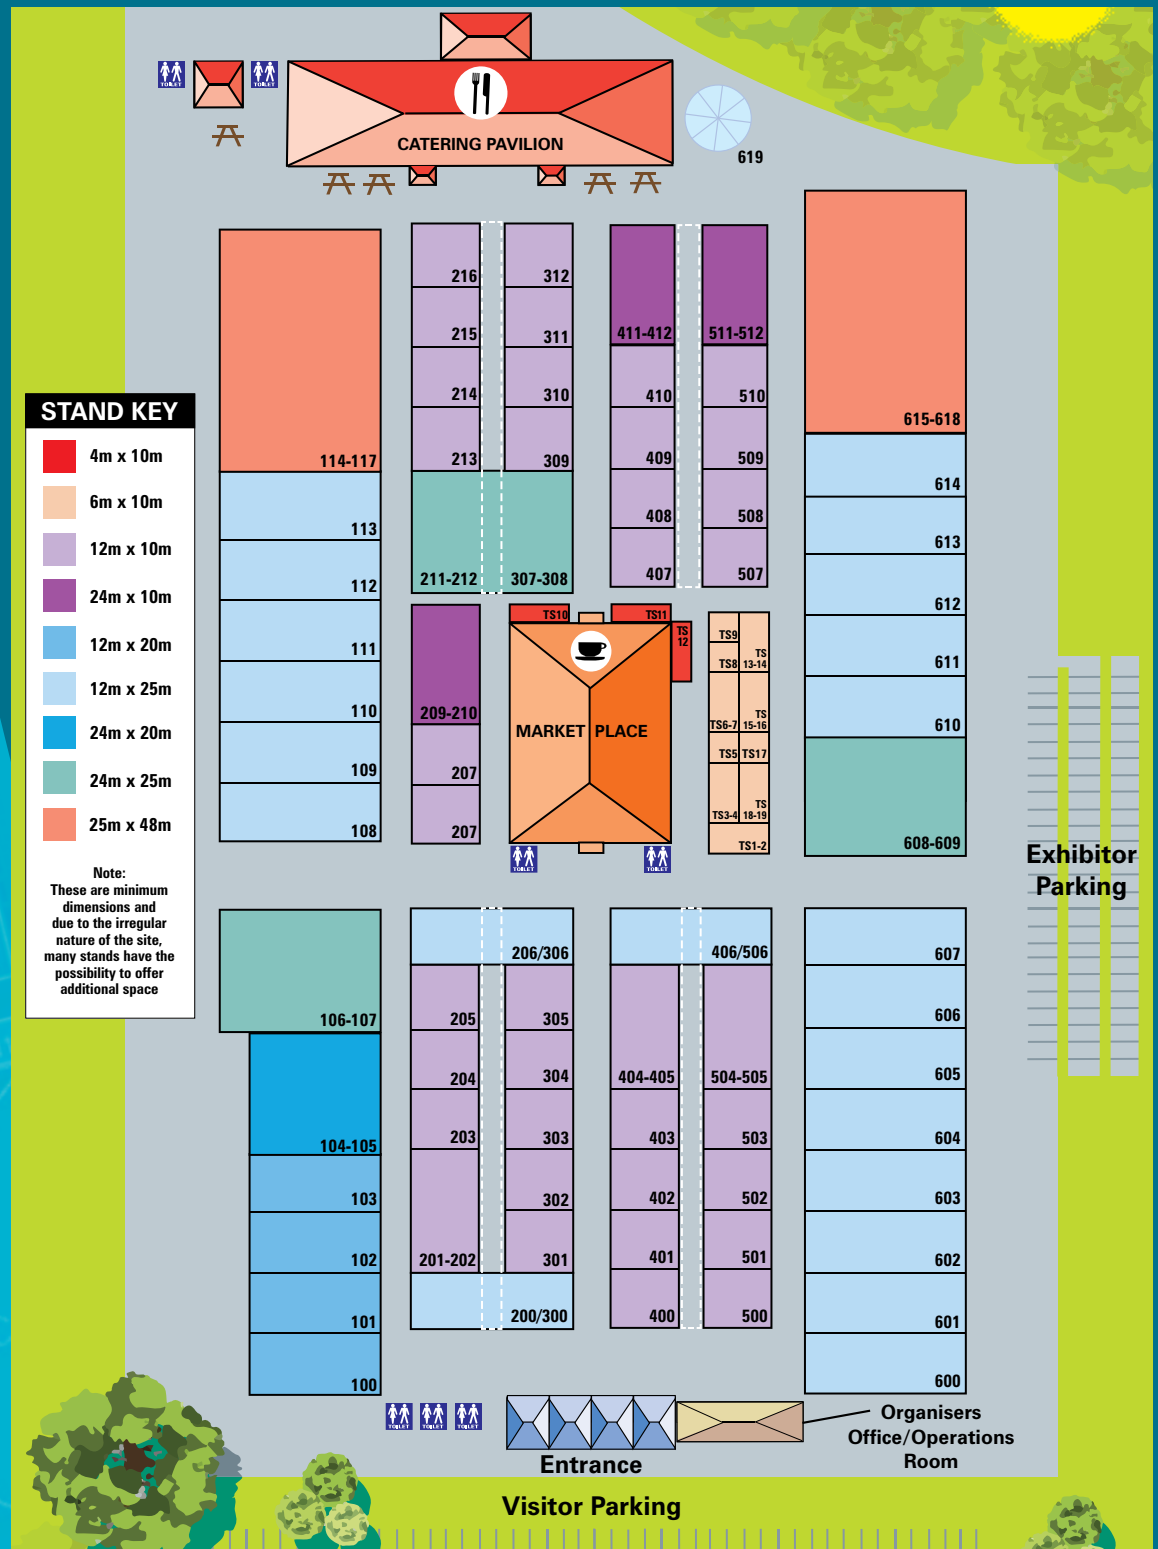 TOILET
TOILET
CATERING PAVILION
619
216
312
215
311
214
310
213
309
411-412
511-512
410
510
409
509
408
508
407
507
615-618
614
613
612
611
610
608-609
114-117
113
112
111
110
109
108
211-212
307-308
STAND KEY
4m x 10m
6m x 10m
12m x 10m
24m x 10m
12m x 20m
12m x 25m
24m x 20m
24m x 25m
25m x 48m
Note:
These are minimum
dimensions and
due to the irregular
nature of the site,
many stands have the
possibility to offer
additional space
209-210
207
207
TS10
TS11
TS
12
MARKET PLACE
TOILET
TOILET
TS9
TS8
TS
13-14
TS6-7
TS
15-16
TS5
TS17
TS3-4
TS
18-19
TS1-2
Exhibitor
Parking
106-107
104-105
103
102
101
100
206/306
205
305
204
304
203
303
302
201-202
301
200/300
406/506
404-405
504-505
403
503
402
502
401
501
400
500
607
606
605
604
603
602
601
600
TOILET
TOILET
TOILET
Entrance
Organisers
Office/Operations
Room
Visitor Parking